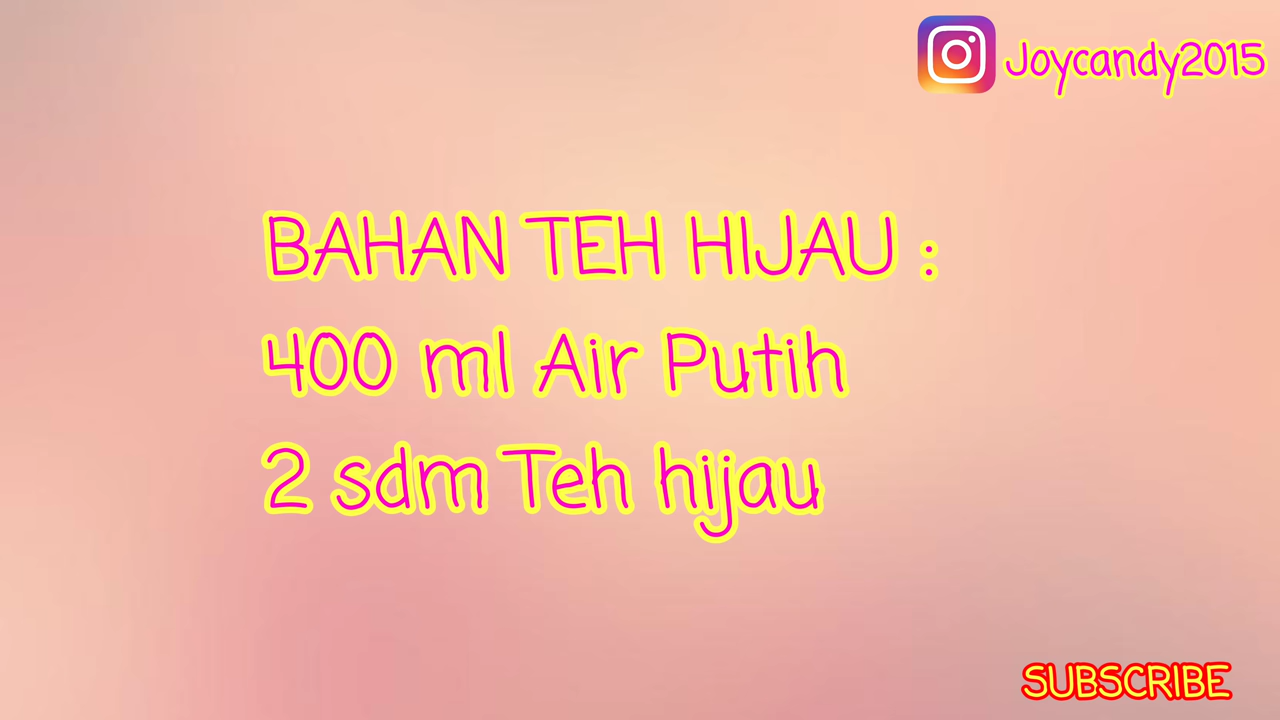 Joycandy2015
BAHAN TEH HIJAU :
400 ml Air Putih
2 sdm Teh hijau
SUBSCRIBE